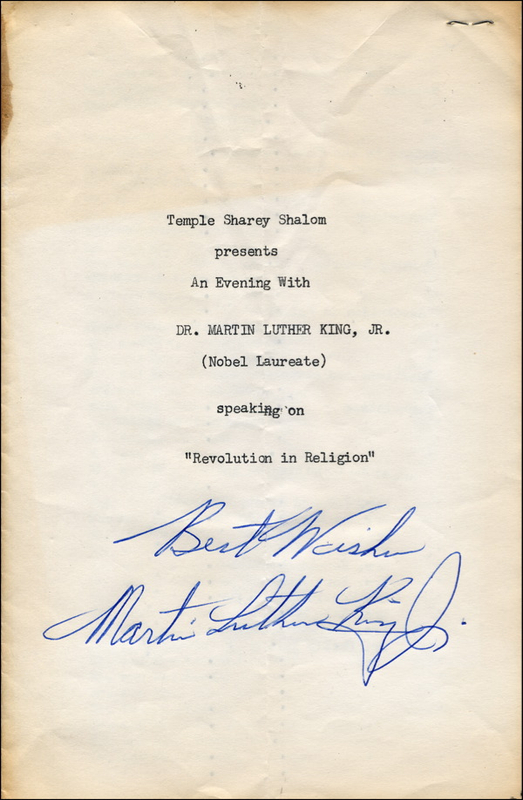 Temple Sharey Shalom
presents
An Evening With
DR. MARTIN LUTHER KING, JR.
(Nobel Laureate)
speaking on
"Revolution in Religion"
Best Wishes
Martin Luther King Jr.